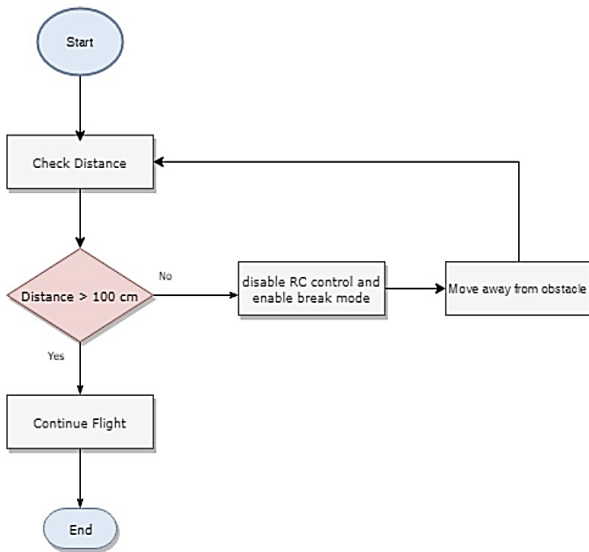 Start
Check Distance
Distance > 100 cm
No
disable RC control and
enable break mode
Move away from obstacle
Yes
Continue Flight
End